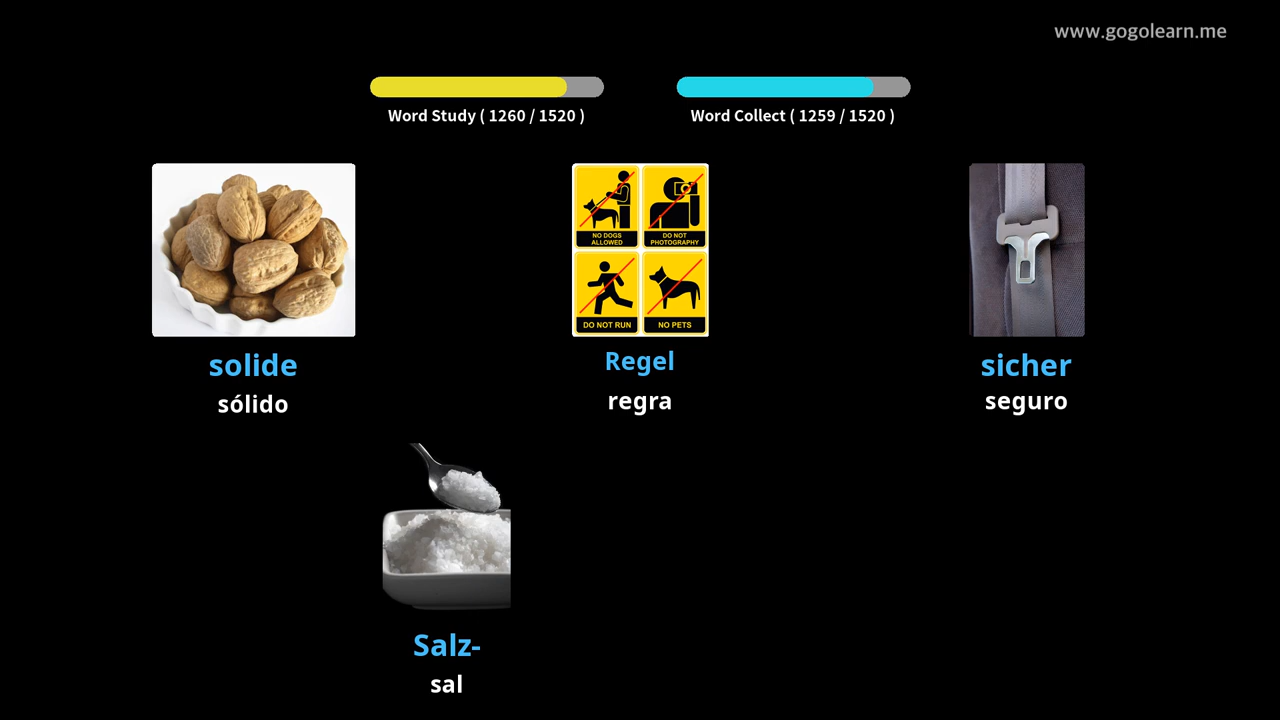 www.gogolearn.me
Word Study ( 1260 / 1520 )
Word Collect ( 1259 / 1520 )
NO DOGS
ALLOWED
DO NOT
PHOTOGRAPHY
DO NOT RUN
NO PETS
solide
sólido
Regel
regra
sicher
seguro
Salz-
sal